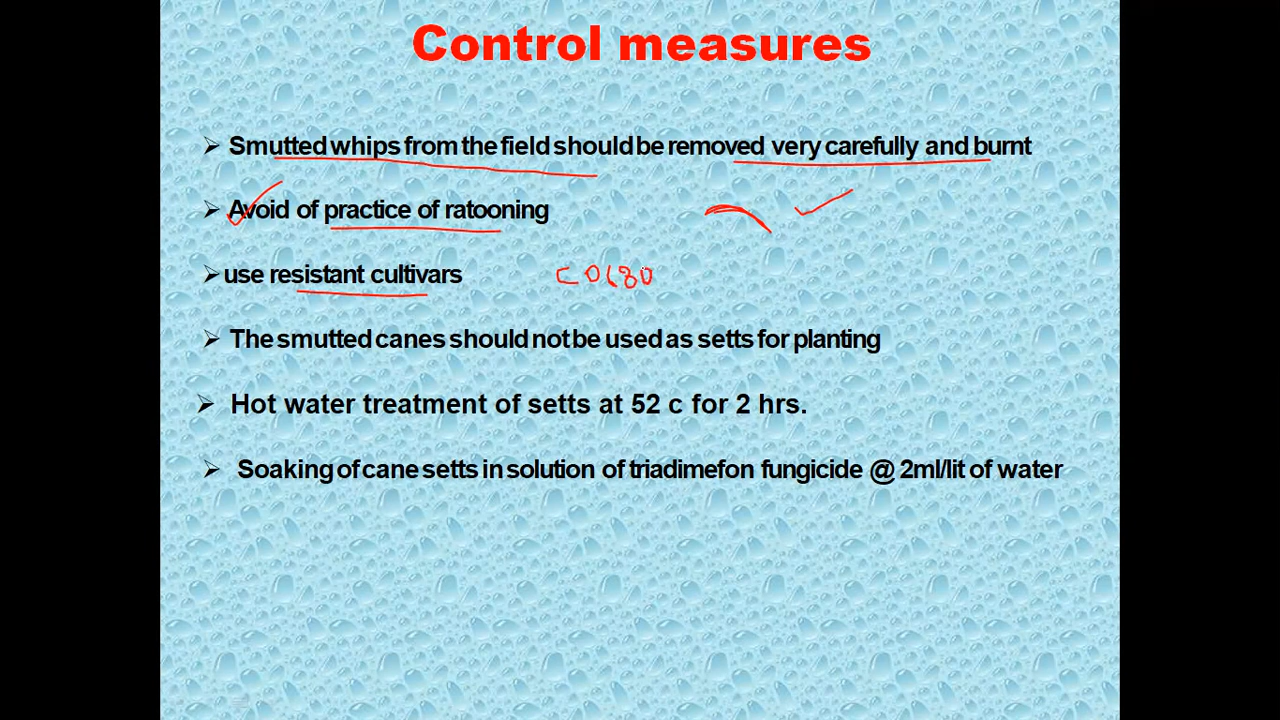 Control measures
➢ Smutted whips from the field should be removed very carefully and burnt
➢ Avoid of practice of ratooning
➢ use resistant cultivars
➢ The smutted canes should not be used as setts for planting
➢ Hot water treatment of setts at 52 c for 2 hrs.
➢ Soaking of cane setts in solution of triadimefon fungicide @ 2ml/lit of water